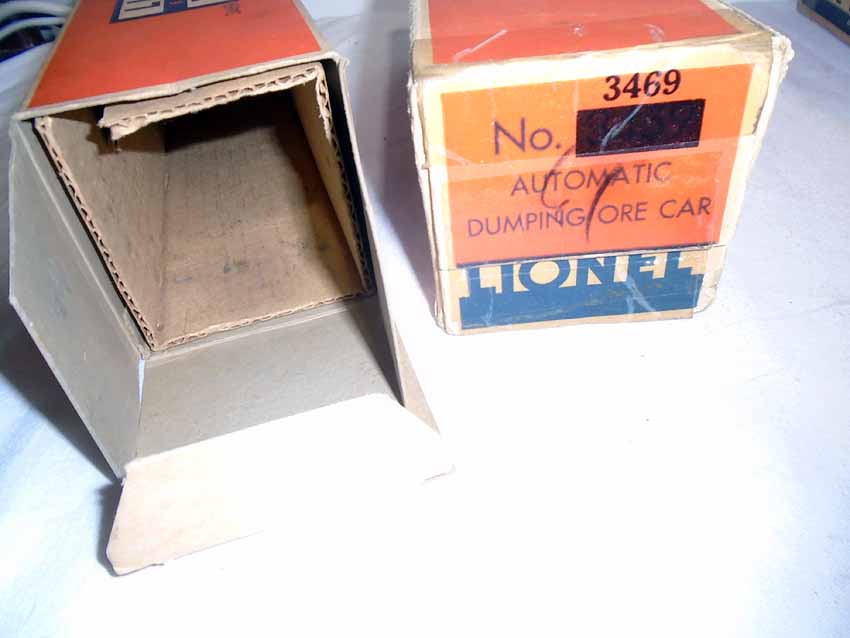 3469
No.
AUTOMATIC
DUMPING ORE CAR
LIONEL